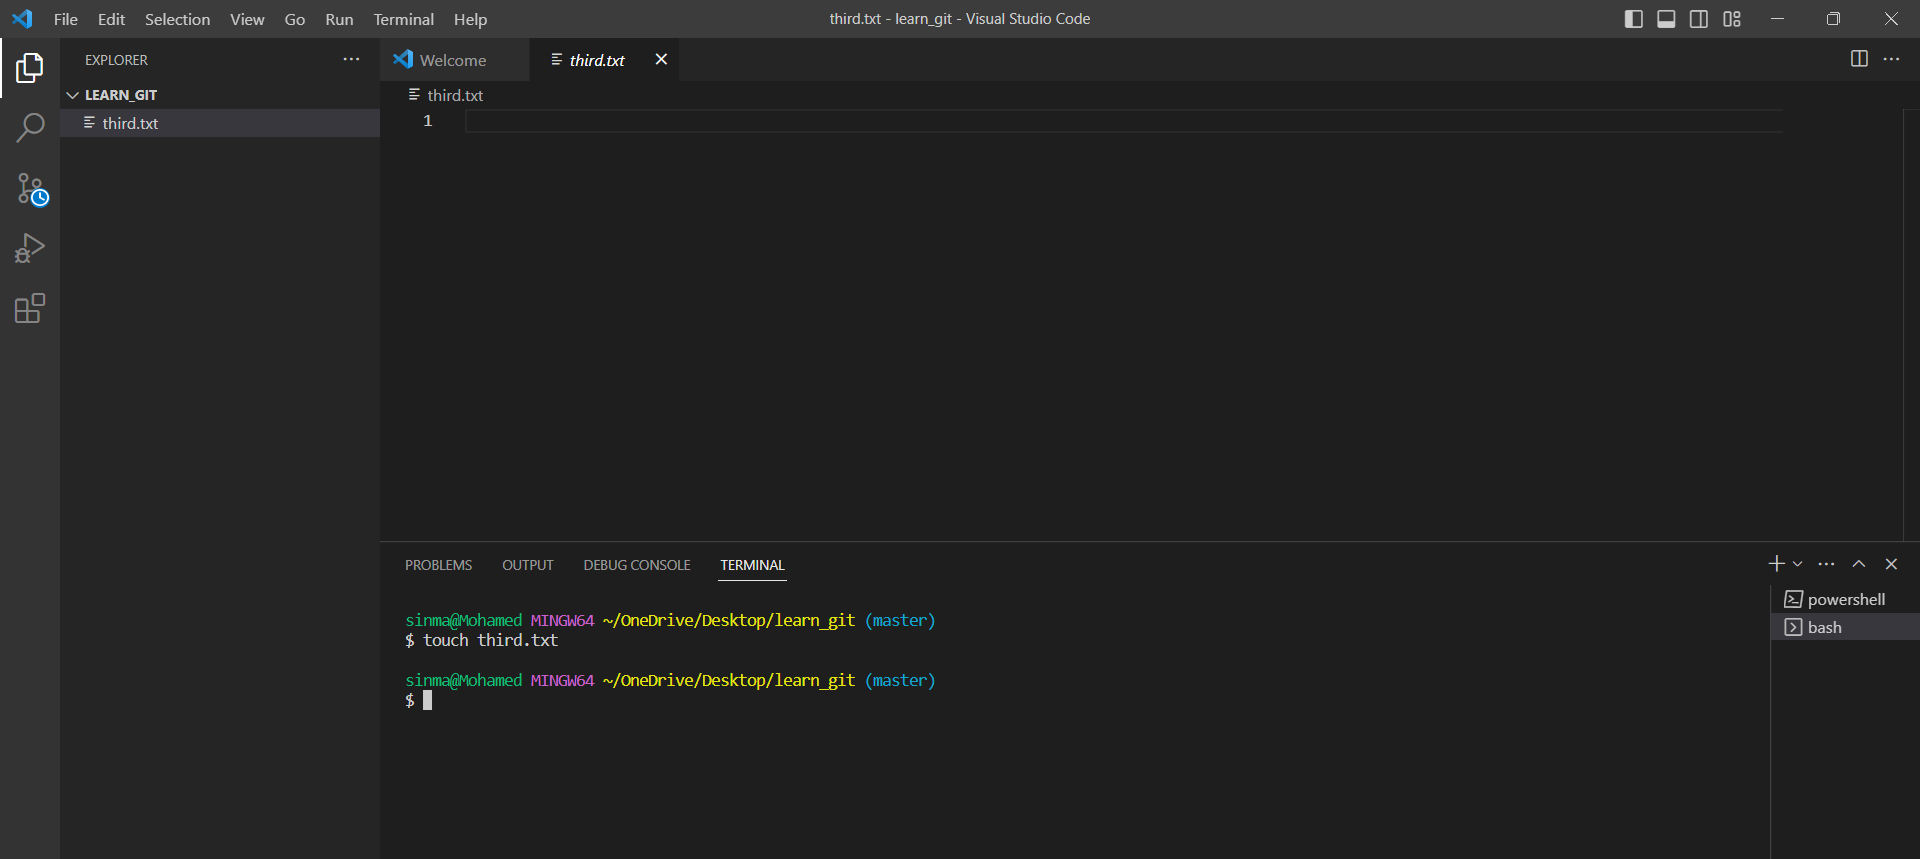 File Edit Selection View Go Run Terminal Help
third.txt - learn_git - Visual Studio Code
EXPLORER
LEARN_GIT
third.txt
Welcome
third.txt
third.txt
1
PROBLEMS OUTPUT DEBUG CONSOLE TERMINAL
sinma@Mohamed MINGW64 ~/OneDrive/Desktop/learn_git (master)
$ touch third.txt
sinma@Mohamed MINGW64 ~/OneDrive/Desktop/learn_git (master)
$
powershell
bash